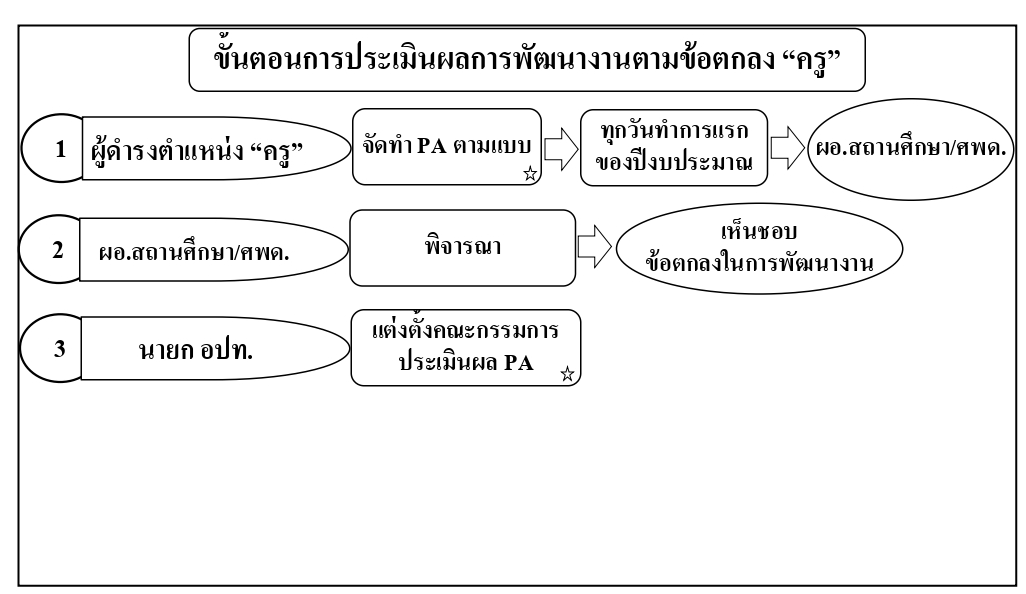 ขั้นตอนการประเมินผลการพัฒนางานตามข้อตกลง “ครู”
1 ผู้ดำรงตำแหน่ง “ครู”
จัดทำ PA ตามแบบ
ทุกวันทำการแรก
ของปีงบประมาณ
ผอ.สถานศึกษา/ศพด.
2 ผอ.สถานศึกษา/ศพด.
พิจารณา
เห็นชอบ
ข้อตกลงในการพัฒนางาน
3 นายก อปท.
แต่งตั้งคณะกรรมการ
ประเมินผล PA